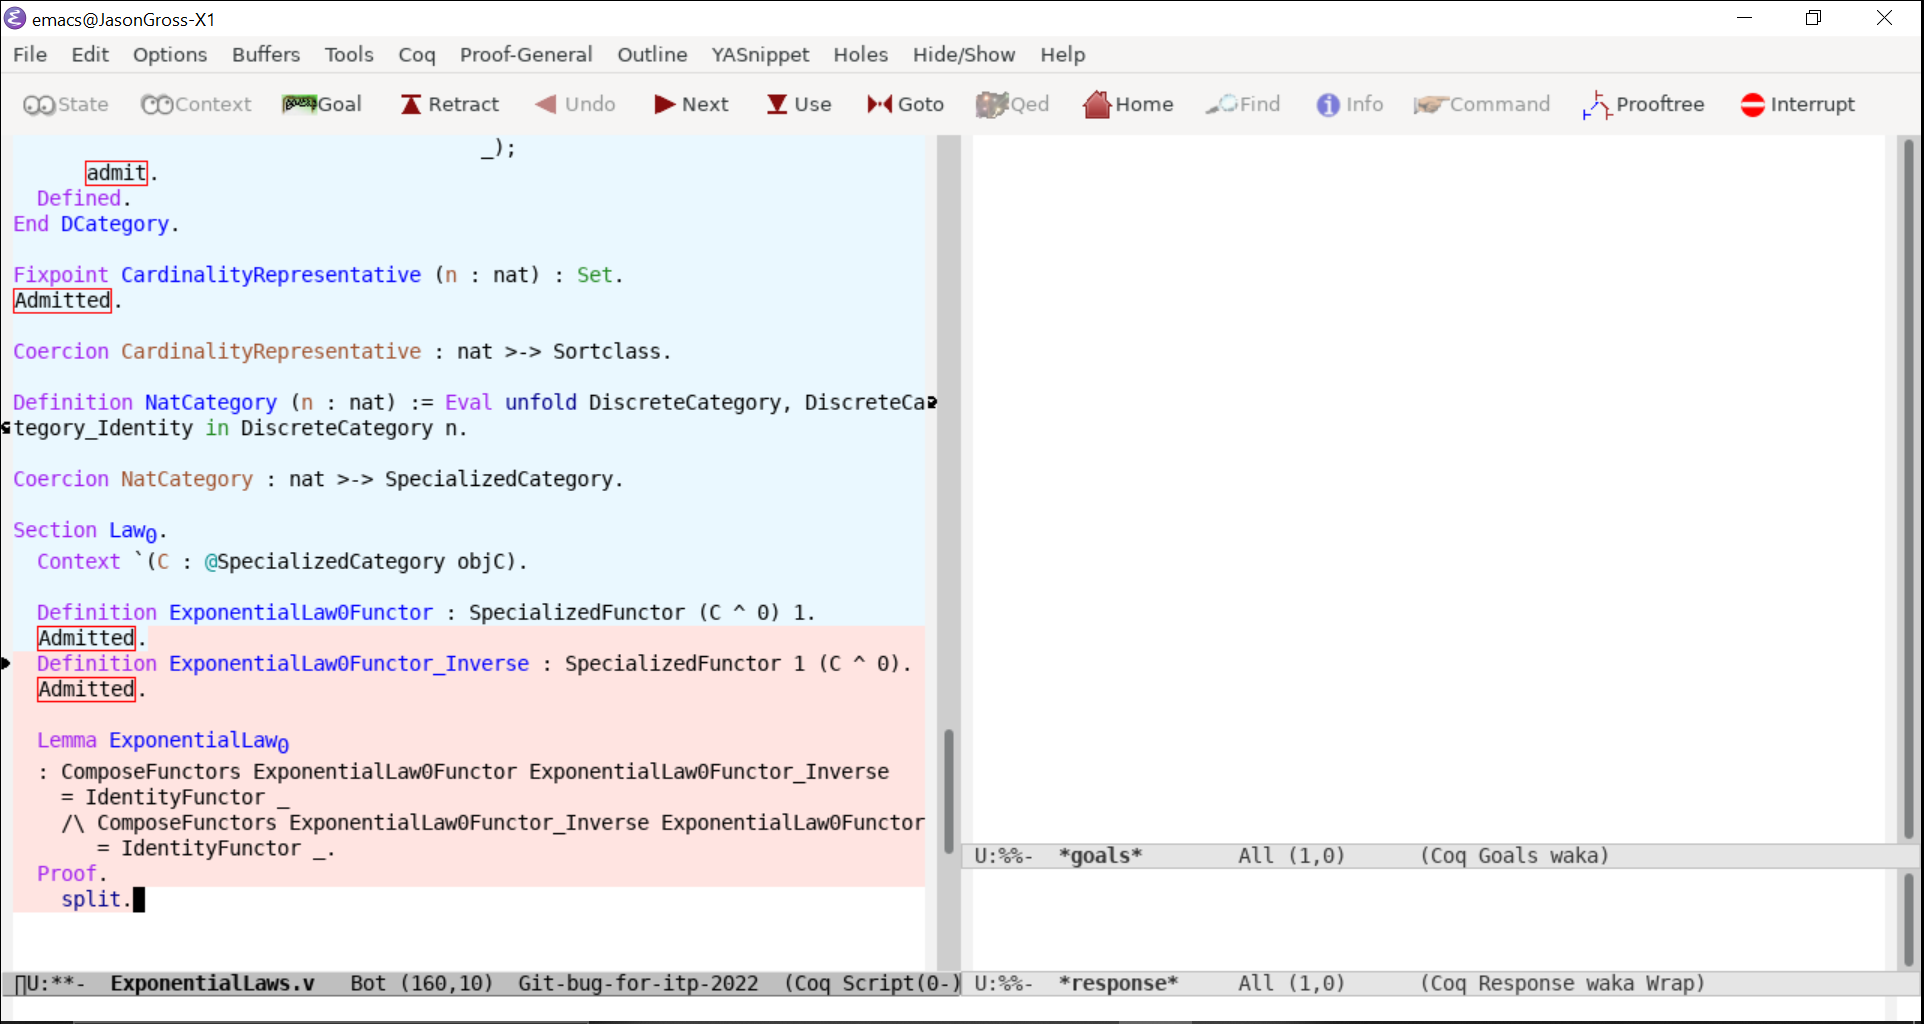 emacs@JasonGross-X1
File Edit Options Buffers Tools Coq Proof-General Outline YASnippet Holes Hide/Show Help
State Context Goal Retract Undo Next Use Goto Qed Home Find Info Command Prooftree Interrupt
_);
admit.
Defined.
End DCategory.
Fixpoint CardinalityRepresentative (n : nat) : Set.
Admitted.
Coercion CardinalityRepresentative : nat >-> Sortclass.
Definition NatCategory (n : nat) := Eval unfold DiscreteCategory, DiscreteCa
tegory_Identity in DiscreteCategory n.
Coercion NatCategory : nat >-> SpecializedCategory.
Section Law₀.
Context `(C : @SpecializedCategory objC).
Definition ExponentialLaw0Functor : SpecializedFunctor (C ^ 0) 1.
Admitted.
Definition ExponentialLaw0Functor_Inverse : SpecializedFunctor 1 (C ^ 0).
Admitted.
Lemma ExponentialLaw₀
: ComposeFunctors ExponentialLaw0Functor ExponentialLaw0Functor_Inverse
= IdentityFunctor _
/\ ComposeFunctors ExponentialLaw0Functor_Inverse ExponentialLaw0Functor
= IdentityFunctor _.
Proof.
split.
U:**- ExponentialLaws.v Bot (160,10) Git-bug-for-itp-2022 (Coq Script(0-)
U:%%- *goals* All (1,0) (Coq Goals waka)
U:%%- *response* All (1,0) (Coq Response waka Wrap)